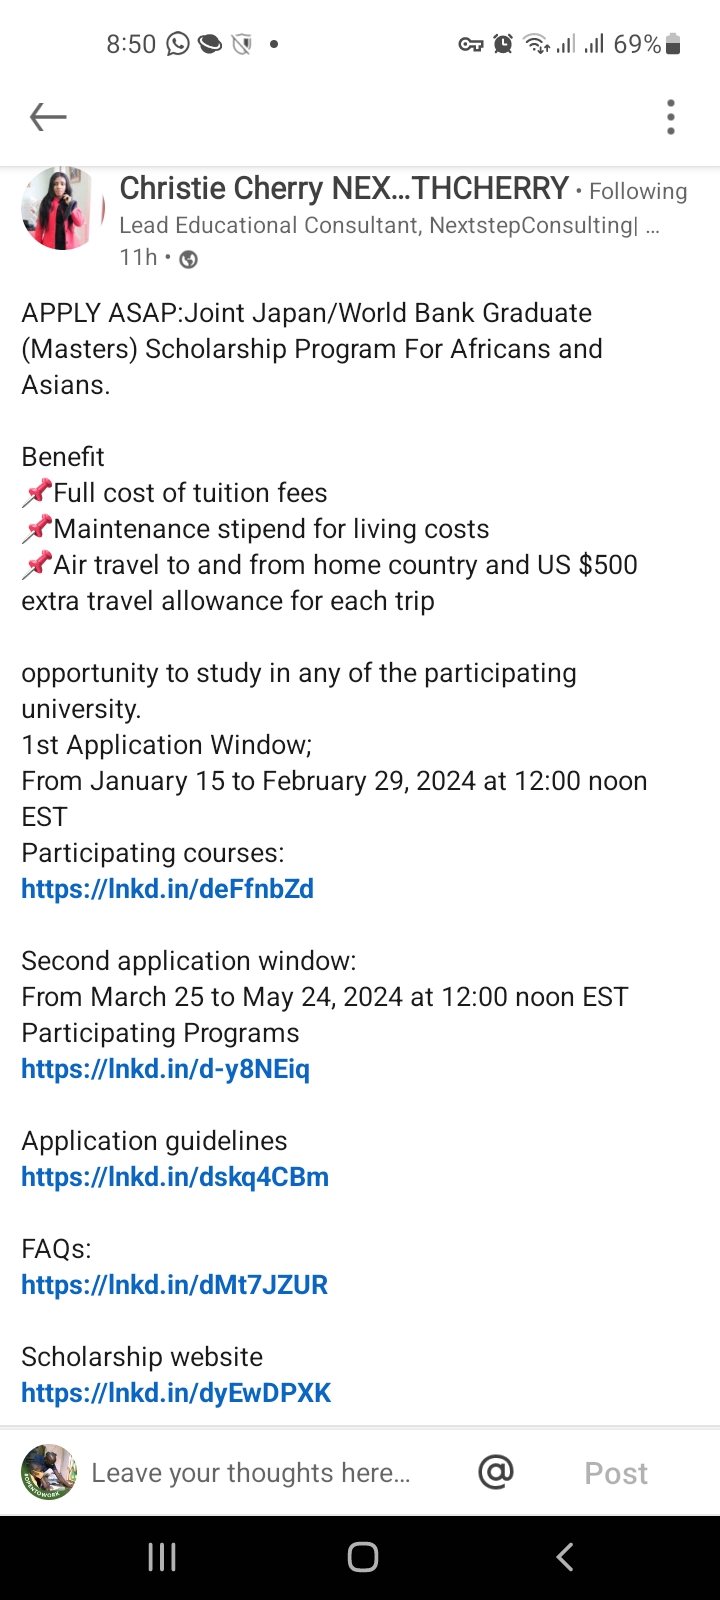 8:50
69%
Christie Cherry NEX...THCHERRY • Following
Lead Educational Consultant, NextstepConsulting| ...
11h •
APPLY ASAP:Joint Japan/World Bank Graduate
(Masters) Scholarship Program For Africans and
Asians.
Benefit
📌Full cost of tuition fees
📌Maintenance stipend for living costs
📌Air travel to and from home country and US $500
extra travel allowance for each trip
opportunity to study in any of the participating
university.
1st Application Window;
From January 15 to February 29, 2024 at 12:00 noon
EST
Participating courses:
https://lnkd.in/deFfnbZd
Second application window:
From March 25 to May 24, 2024 at 12:00 noon EST
Participating Programs
https://lnkd.in/d-y8NEiq
Application guidelines
https://lnkd.in/dskq4CBm
FAQs:
https://lnkd.in/dMt7JZUR
Scholarship website
https://lnkd.in/dyEwDPXK
#OPENTOWORK
Leave your thoughts here...
@
Post